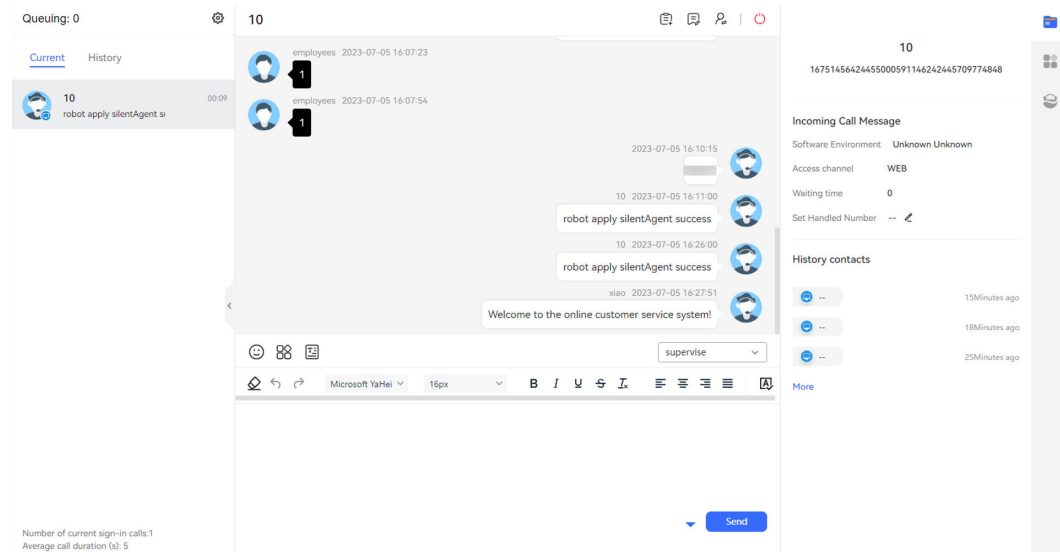 Queuing: 0
Current
History
10
00:09
robot apply silentAgent
Number of current sign-in calls:1
Average call duration (s): 5
10
employees 2023-07-05 16:07:23
1
employees 2023-07-05 16:07:54
1
2023-07-05 16:10:15
10 2023-07-05 16:11:00
robot apply silentAgent success
10 2023-07-05 16:26:00
robot apply silentAgent success
xiao 2023-07-05 16:27:51
Welcome to the online customer service system!
supervise
Microsoft YaHei
16px
B I U S Ix
A
Send
10
Incoming Call Message
Software Environment Unknown Unknown
Access channel WEB
Waiting time 0
Set Handled Number --
History contacts
-- 15Minutes ago
-- 18Minutes ago
-- 25Minutes ago
More